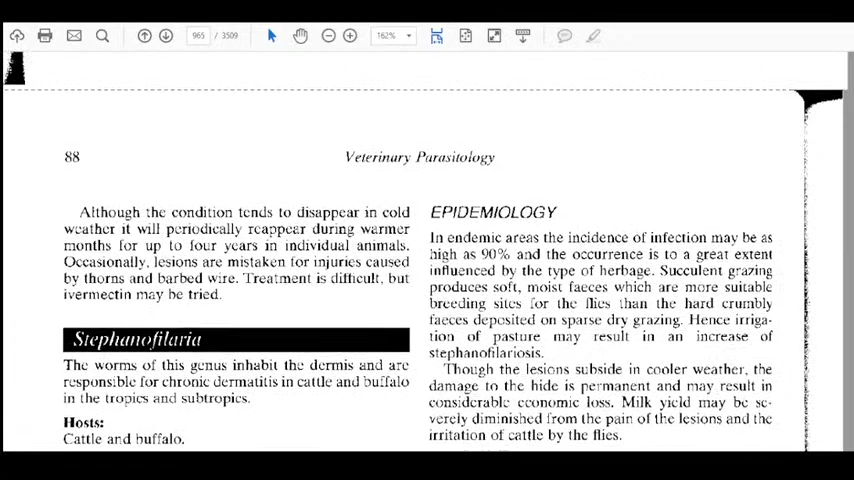 965 / 3509
162%
88
Veterinary Parasitology
Although the condition tends to disappear in cold
weather it will periodically reappear during warmer
months for up to four years in individual animals.
Occasionally, lesions are mistaken for injuries caused
by thorns and barbed wire. Treatment is difficult, but
ivermectin may be tried.
Stephanofilaria
The worms of this genus inhabit the dermis and are
responsible for chronic dermatitis in cattle and buffalo
in the tropics and subtropics.
Hosts:
Cattle and buffalo.
EPIDEMIOLOGY
In endemic areas the incidence of infection may be as
high as 90% and the occurrence is to a great extent
influenced by the type of herbage. Succulent grazing
produces soft, moist faeces which are more suitable
breeding sites for the flies than the hard crumbly
faeces deposited on sparse dry grazing. Hence irriga-
tion of pasture may result in an increase of
stephanofilariosis.
Though the lesions subside in cooler weather, the
damage to the hide is permanent and may result in
considerable economic loss. Milk yield may be se-
verely diminished from the pain of the lesions and the
irritation of cattle by the flies.